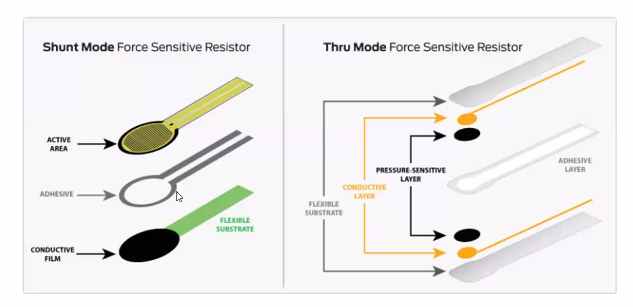 Shunt Mode Force Sensitive Resistor
ACTIVE
AREA
ADHESIVE
FLEXIBLE
SUBSTRATE
CONDUCTIVE
FILM
Thru Mode Force Sensitive Resistor
ADHESIVE
LAYER
PRESSURE-SENSITIVE
LAYER
CONDUCTIVE
LAYER
FLEXIBLE
SUBSTRATE